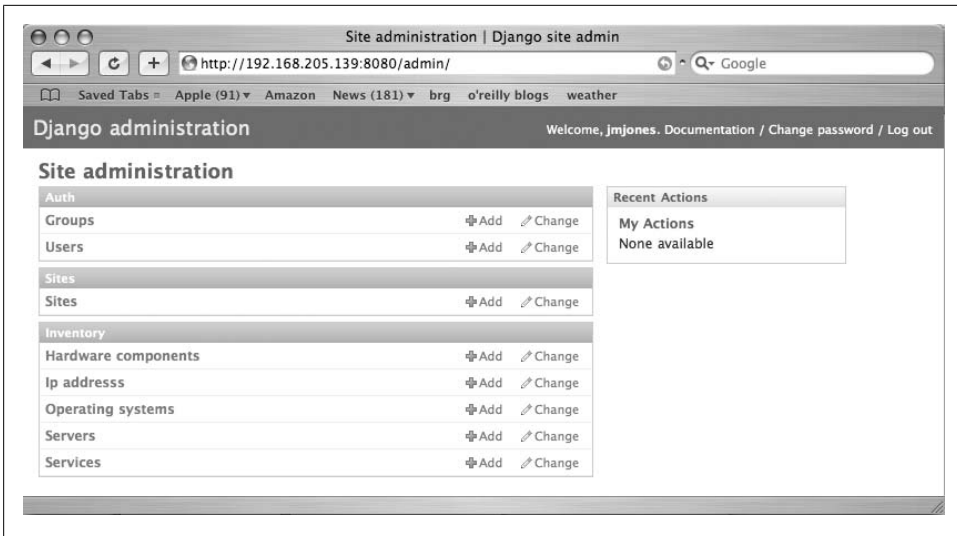 Site administration | Django site admin
http://192.168.205.139:8080/admin/
Google
Saved Tabs Apple (91) Amazon News (181) brg o'reilly blogs weather
Django administration
Welcome, jmjones. Documentation / Change password / Log out
Site administration
Auth
Groups Add Change
Users Add Change
Sites
Sites Add Change
Inventory
Hardware components Add Change
Ip addresss Add Change
Operating systems Add Change
Servers Add Change
Services Add Change
Recent Actions
My Actions
None available